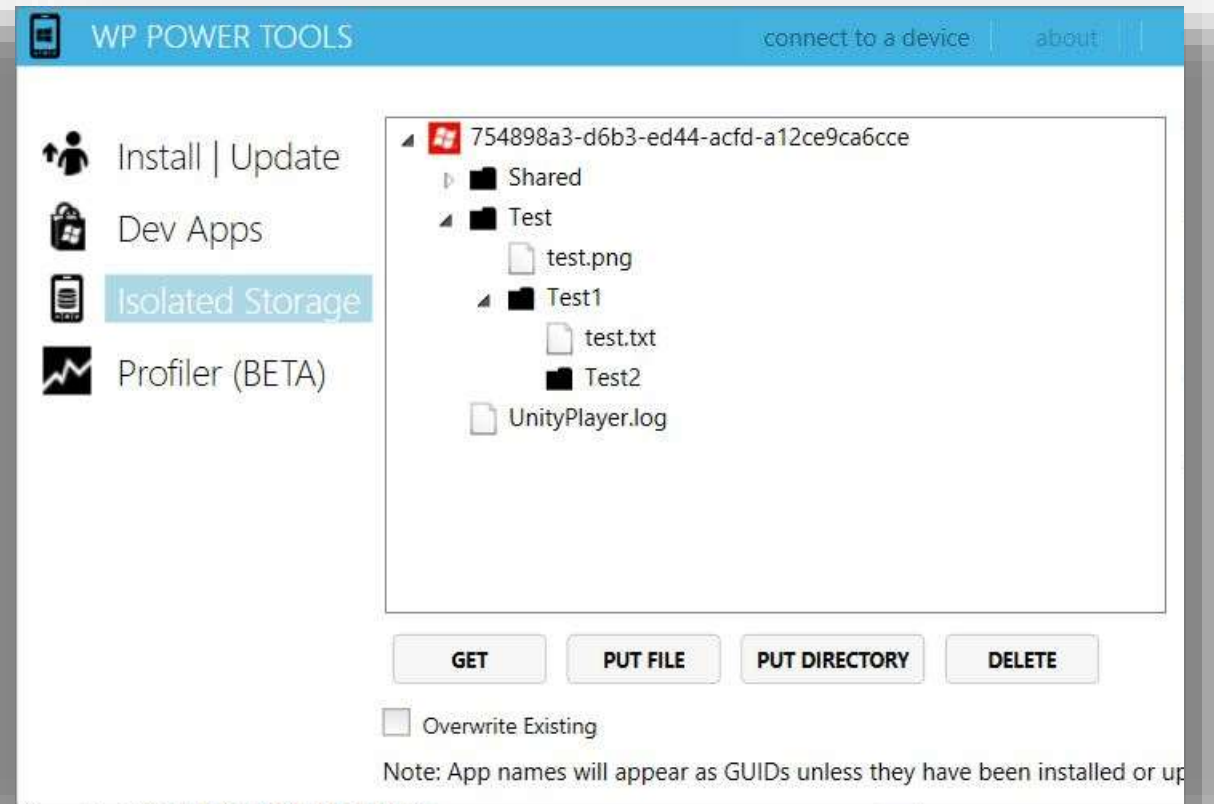 WP POWER TOOLS
connect to a device
about
Install | Update
Dev Apps
Isolated Storage
Profiler (BETA)
754898a3-d6b3-ed44-acfd-a12ce9ca6cce
Shared
Test
test.png
Test1
test.txt
Test2
UnityPlayer.log
GET
PUT FILE
PUT DIRECTORY
DELETE
Overwrite Existing
Note: App names will appear as GUIDs unless they have been installed or up